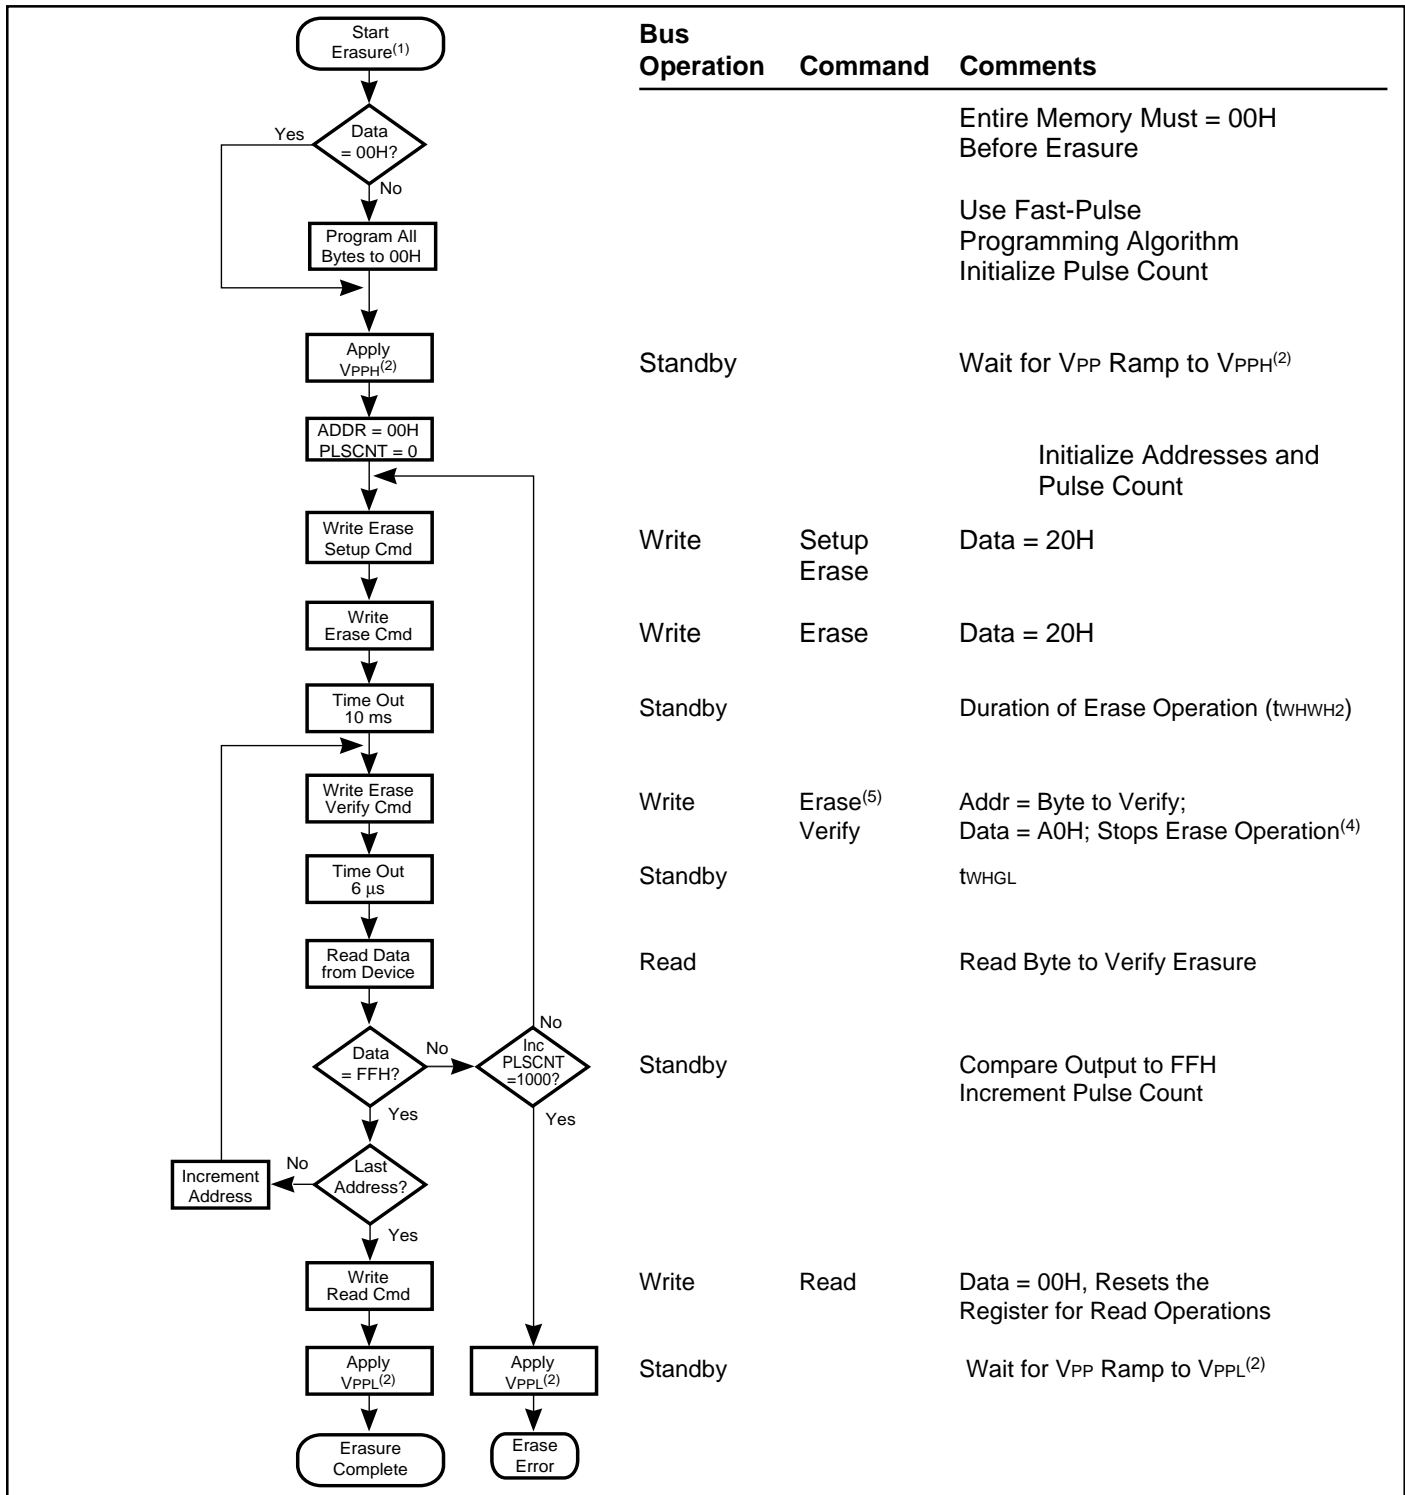 Start
Erasure(1)
Yes
Data
= 00H?
No
Program All
Bytes to 00H
Apply
VPPH(2)
ADDR = 00H
PLSCNT = 0
Write Erase
Setup Cmd
Write
Erase Cmd
Time Out
10 ms
Write Erase
Verify Cmd
Time Out
6 µs
Read Data
from Device
Data
= FFH?
No
Yes
No
Inc
PLSCNT
=1000?
Yes
Last
Address?
No
Increment
Address
Yes
Write
Read Cmd
Apply
VPPL(2)
Apply
VPPL(2)
Erasure
Complete
Erase
Error
Bus
Operation Command Comments
Entire Memory Must = 00H
Before Erasure
Use Fast-Pulse
Programming Algorithm
Initialize Pulse Count
Standby Wait for VPP Ramp to VPPH(2)
Initialize Addresses and
Pulse Count
Write Setup Data = 20H
Erase
Write Erase Data = 20H
Standby Duration of Erase Operation (tWHWH2)
Write Erase(5) Addr = Byte to Verify;
Verify Data = A0H; Stops Erase Operation(4)
Standby tWHGL
Read Read Byte to Verify Erasure
Standby Compare Output to FFH
Increment Pulse Count
Write Read Data = 00H, Resets the
Register for Read Operations
Standby Wait for VPP Ramp to VPPL(2)